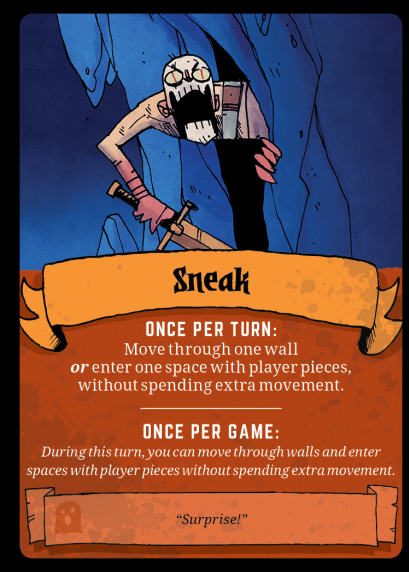 Sneak
ONCE PER TURN:
Move through one wall
or enter one space with player pieces,
without spending extra movement.
ONCE PER GAME:
During this turn, you can move through walls and enter
spaces with player pieces without spending extra movement.
“Surprise!”